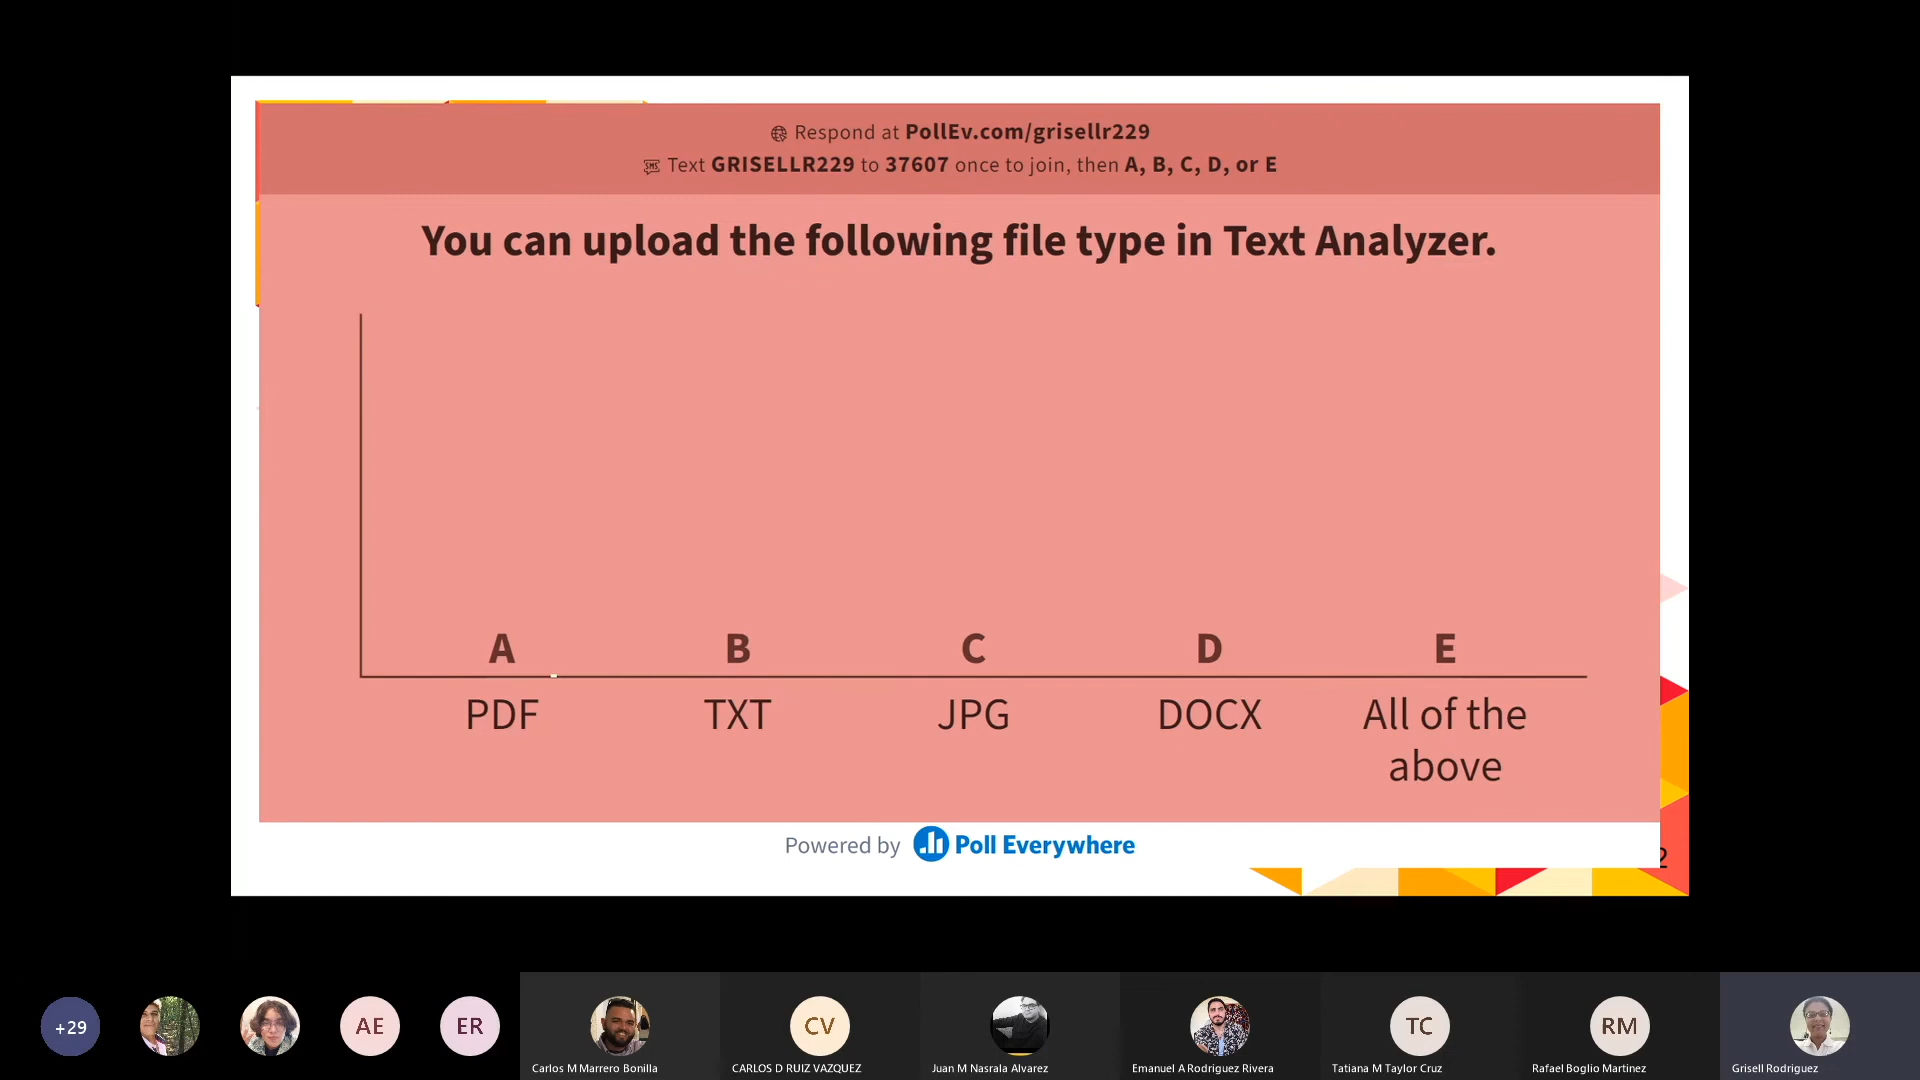 Respond at PollEv.com/grisellr229
Text GRISELLR229 to 37607 once to join, then A, B, C, D, or E
You can upload the following file type in Text Analyzer.
A B C D E
PDF TXT JPG DOCX All of the
above
Powered by Poll Everywhere
2
+29 AE ER CV TC RM
Carlos M Marrero Bonilla CARLOS D RUIZ VAZQUEZ Juan M Nasrala Alvarez Emanuel A Rodriguez Rivera Tatiana M Taylor Cruz Rafael Boglio Martinez Grisell Rodriguez